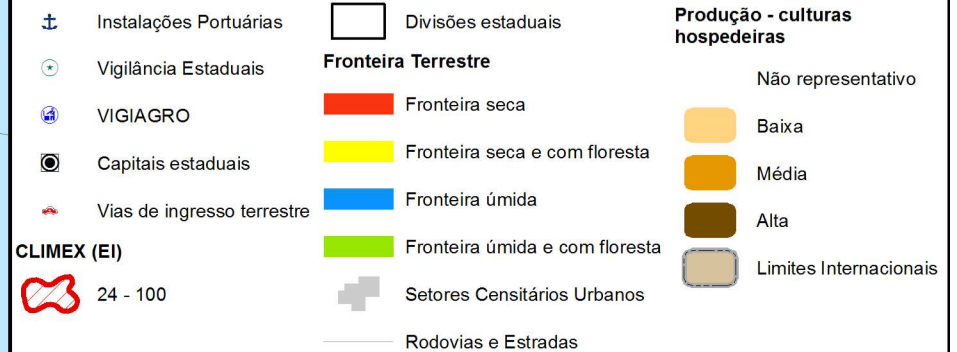 Instalações Portuárias
Vigilância Estaduais
VIGIAGRO
Capitais estaduais
Vias de ingresso terrestre
CLIMEX (EI)
24 - 100
Divisões estaduais
Fronteira Terrestre
Fronteira seca
Fronteira seca e com floresta
Fronteira úmida
Fronteira úmida e com floresta
Setores Censitários Urbanos
Rodovias e Estradas
Produção - culturas
hospedeiras
Não representativo
Baixa
Média
Alta
Limites Internacionais